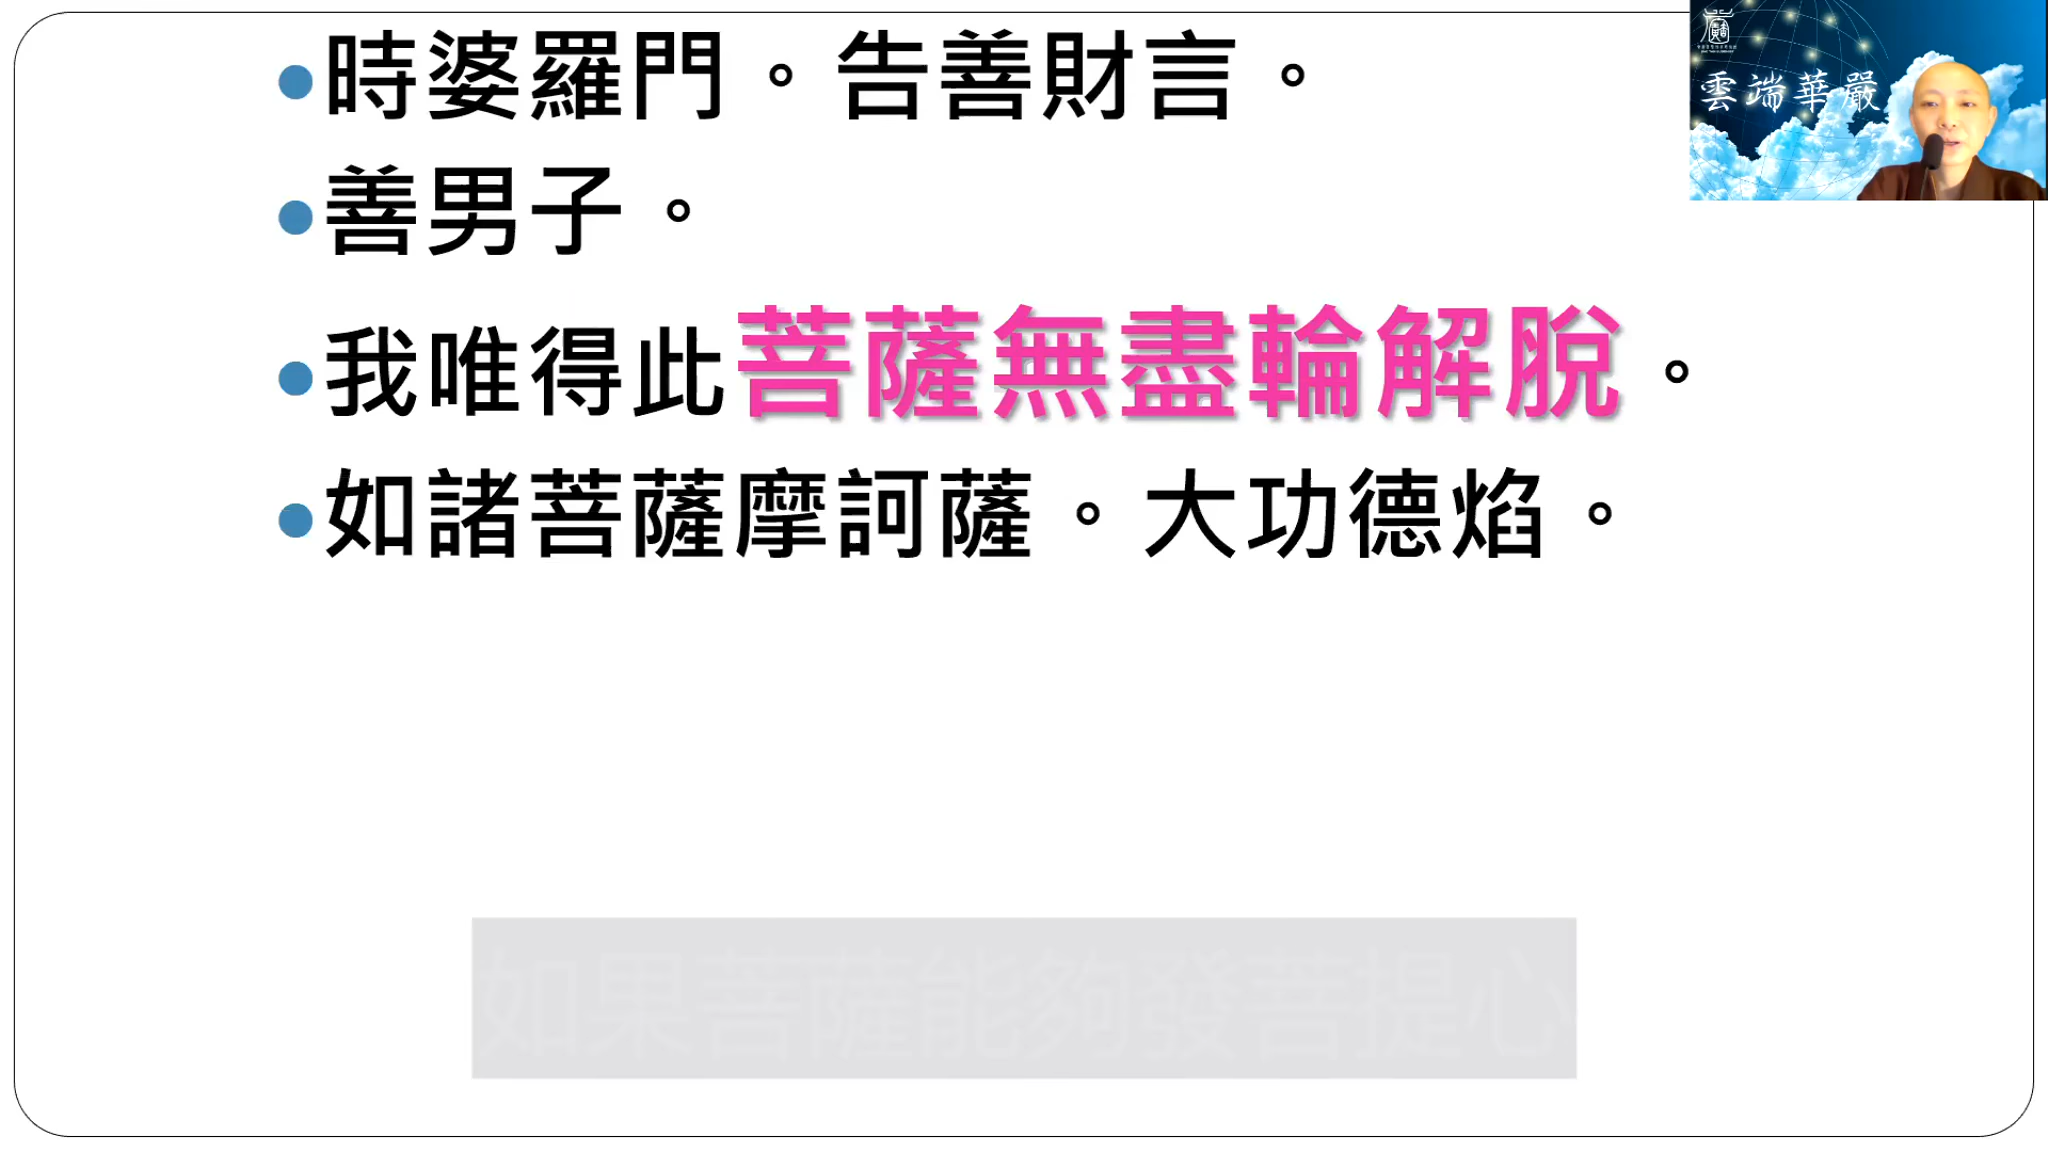 時婆羅門。告善財言。
雲端華嚴
善男子。
我唯得此菩薩無盡輪解脫。
如諸菩薩摩訶薩。大功德焰。
如果菩薩能夠發菩提心